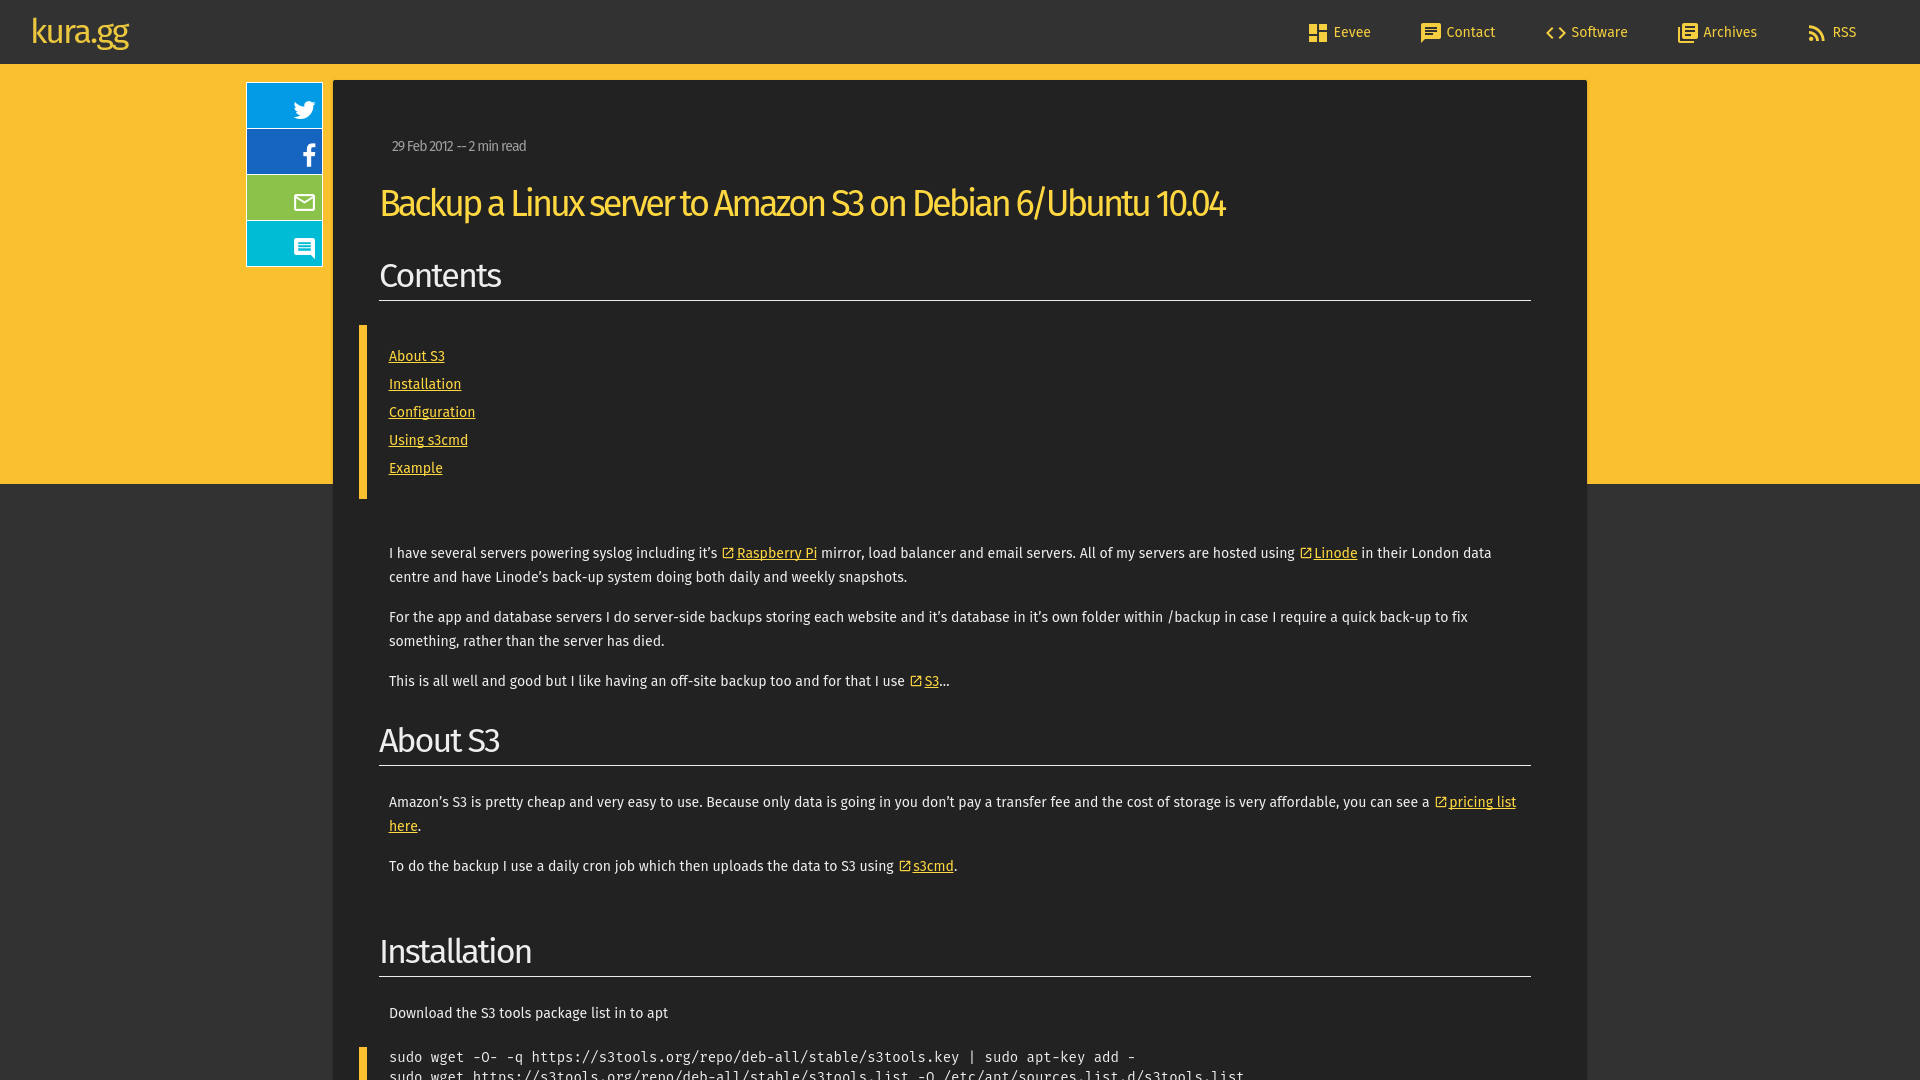 kura.gg
Eevee
Contact
Software
Archives
RSS
29 Feb 2012 -- 2 min read
Backup a Linux server to Amazon S3 on Debian 6/Ubuntu 10.04
Contents
About S3
Installation
Configuration
Using s3cmd
Example
I have several servers powering syslog including it’s Raspberry Pi mirror, load balancer and email servers. All of my servers are hosted using Linode in their London data
centre and have Linode’s back-up system doing both daily and weekly snapshots.
For the app and database servers I do server-side backups storing each website and it’s database in it’s own folder within /backup in case I require a quick back-up to fix
something, rather than the server has died.
This is all well and good but I like having an off-site backup too and for that I use S3…
About S3
Amazon’s S3 is pretty cheap and very easy to use. Because only data is going in you don’t pay a transfer fee and the cost of storage is very affordable, you can see a pricing list
here.
To do the backup I use a daily cron job which then uploads the data to S3 using s3cmd.
Installation
Download the S3 tools package list in to apt
sudo wget -O- -q https://s3tools.org/repo/deb-all/stable/s3tools.key | sudo apt-key add -
sudo wget https://s3tools.org/repo/deb-all/stable/s3tools.list -O /etc/apt/sources.list.d/s3tools.list